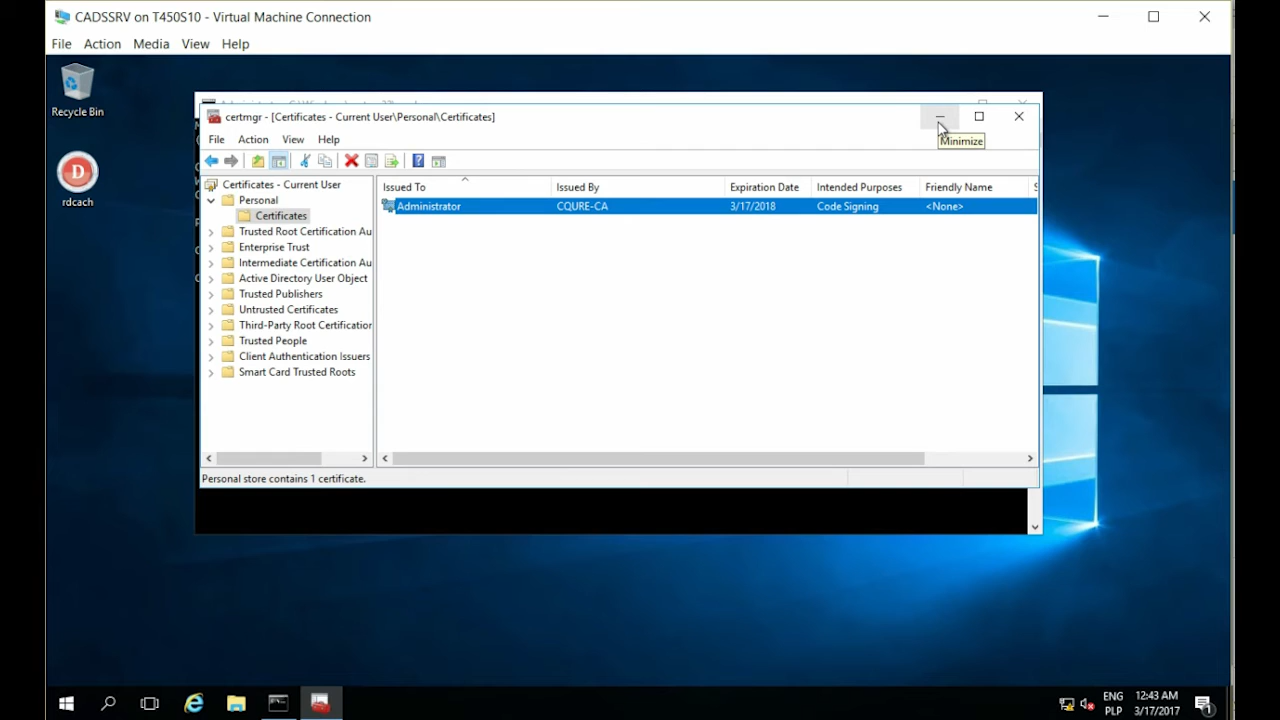 CADSSRV on T450S10 - Virtual Machine Connection
File Action Media View Help
Recycle Bin
D
rdcach
certmgr - [Certificates - Current User\Personal\Certificates]
File Action View Help
Minimize
Certificates - Current User
Personal
Certificates
Trusted Root Certification Au
Enterprise Trust
Intermediate Certification Au
Active Directory User Object
Trusted Publishers
Untrusted Certificates
Third-Party Root Certification
Trusted People
Client Authentication Issuers
Smart Card Trusted Roots
Issued To Issued By Expiration Date Intended Purposes Friendly Name S
Administrator CQURE-CA 3/17/2018 Code Signing <None>
Personal store contains 1 certificate.
ENG 12:43 AM
PLP 3/17/2017
1